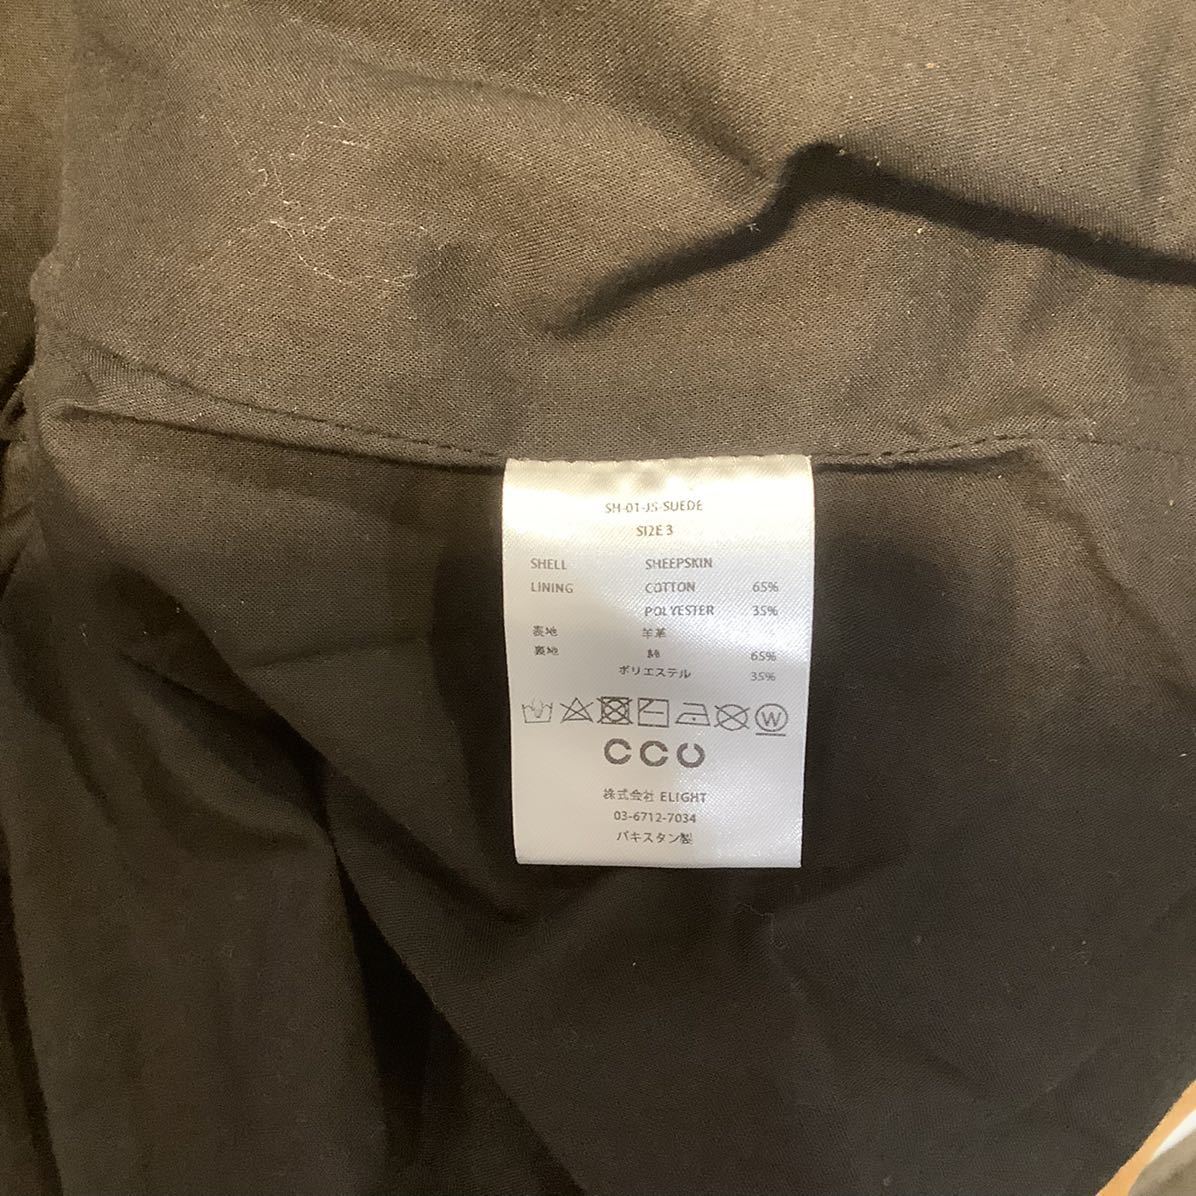 SH-01-JS-SUEDE
SIZE 3
SHELL SHEEPSKIN
LINING COTTON 65%
POLYESTER 35%
表地 羊革
裏地 綿 65%
ポリエステル 35%
W
CCU
株式会社 ELIGHT
03-6712-7034
パキスタン製